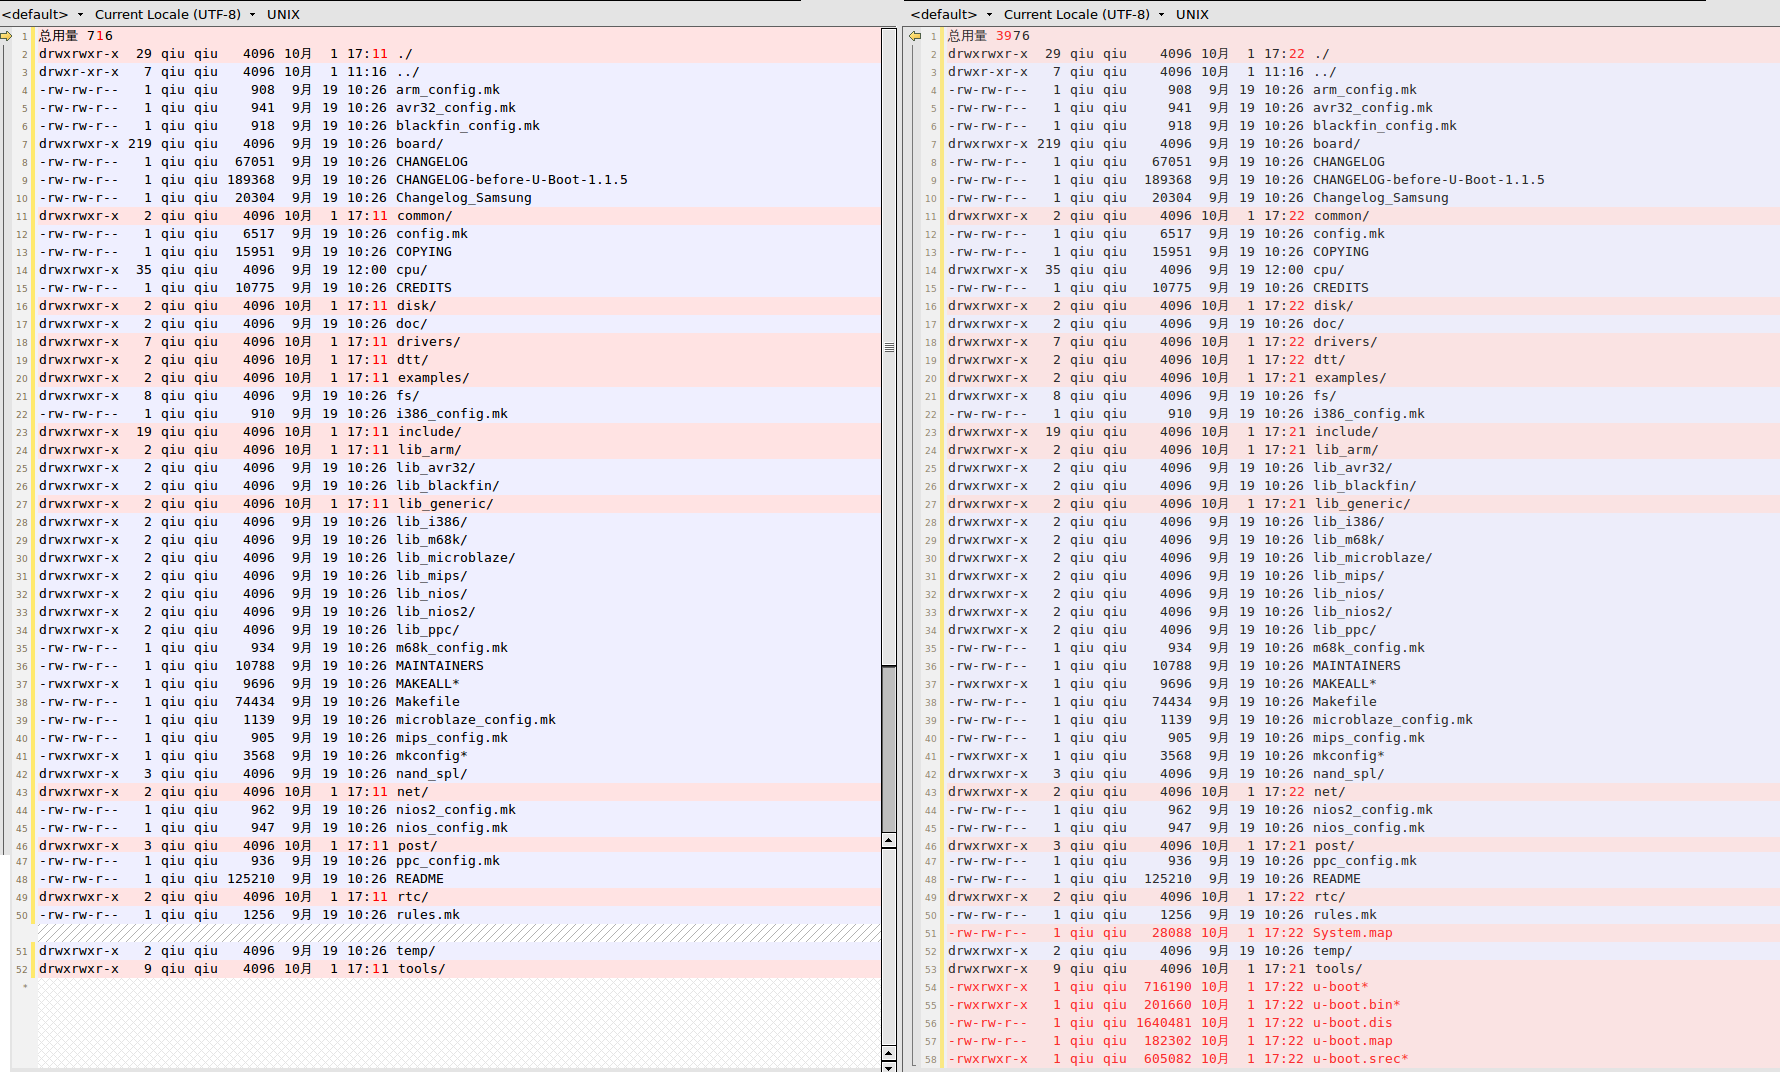 <default> Current Locale (UTF-8) UNIX
1 总用量 716
2 drwxrwxr-x 29 qiu qiu 4096 10月 1 17:11 ./
3 drwxr-xr-x 7 qiu qiu 4096 10月 1 11:16 ../
4 -rw-rw-r-- 1 qiu qiu 908 9月 19 10:26 arm_config.mk
5 -rw-rw-r-- 1 qiu qiu 941 9月 19 10:26 avr32_config.mk
6 -rw-rw-r-- 1 qiu qiu 918 9月 19 10:26 blackfin_config.mk
7 drwxrwxr-x 219 qiu qiu 4096 9月 19 10:26 board/
8 -rw-rw-r-- 1 qiu qiu 67051 9月 19 10:26 CHANGELOG
9 -rw-rw-r-- 1 qiu qiu 189368 9月 19 10:26 CHANGELOG-before-U-Boot-1.1.5
10 -rw-rw-r-- 1 qiu qiu 20304 9月 19 10:26 Changelog_Samsung
11 drwxrwxr-x 2 qiu qiu 4096 10月 1 17:11 common/
12 -rw-rw-r-- 1 qiu qiu 6517 9月 19 10:26 config.mk
13 -rw-rw-r-- 1 qiu qiu 15951 9月 19 10:26 COPYING
14 drwxrwxr-x 35 qiu qiu 4096 9月 19 12:00 cpu/
15 -rw-rw-r-- 1 qiu qiu 10775 9月 19 10:26 CREDITS
16 drwxrwxr-x 2 qiu qiu 4096 10月 1 17:11 disk/
17 drwxrwxr-x 2 qiu qiu 4096 9月 19 10:26 doc/
18 drwxrwxr-x 7 qiu qiu 4096 10月 1 17:11 drivers/
19 drwxrwxr-x 2 qiu qiu 4096 10月 1 17:11 dtt/
20 drwxrwxr-x 2 qiu qiu 4096 10月 1 17:11 examples/
21 drwxrwxr-x 8 qiu qiu 4096 9月 19 10:26 fs/
22 -rw-rw-r-- 1 qiu qiu 910 9月 19 10:26 i386_config.mk
23 drwxrwxr-x 19 qiu qiu 4096 10月 1 17:11 include/
24 drwxrwxr-x 2 qiu qiu 4096 10月 1 17:11 lib_arm/
25 drwxrwxr-x 2 qiu qiu 4096 9月 19 10:26 lib_avr32/
26 drwxrwxr-x 2 qiu qiu 4096 9月 19 10:26 lib_blackfin/
27 drwxrwxr-x 2 qiu qiu 4096 10月 1 17:11 lib_generic/
28 drwxrwxr-x 2 qiu qiu 4096 9月 19 10:26 lib_i386/
29 drwxrwxr-x 2 qiu qiu 4096 9月 19 10:26 lib_m68k/
30 drwxrwxr-x 2 qiu qiu 4096 9月 19 10:26 lib_microblaze/
31 drwxrwxr-x 2 qiu qiu 4096 9月 19 10:26 lib_mips/
32 drwxrwxr-x 2 qiu qiu 4096 9月 19 10:26 lib_nios/
33 drwxrwxr-x 2 qiu qiu 4096 9月 19 10:26 lib_nios2/
34 drwxrwxr-x 2 qiu qiu 4096 9月 19 10:26 lib_ppc/
35 -rw-rw-r-- 1 qiu qiu 934 9月 19 10:26 m68k_config.mk
36 -rw-rw-r-- 1 qiu qiu 10788 9月 19 10:26 MAINTAINERS
37 -rwxrwxr-x 1 qiu qiu 9696 9月 19 10:26 MAKEALL*
38 -rw-rw-r-- 1 qiu qiu 74434 9月 19 10:26 Makefile
39 -rw-rw-r-- 1 qiu qiu 1139 9月 19 10:26 microblaze_config.mk
40 -rw-rw-r-- 1 qiu qiu 905 9月 19 10:26 mips_config.mk
41 -rwxrwxr-x 1 qiu qiu 3568 9月 19 10:26 mkconfig*
42 drwxrwxr-x 3 qiu qiu 4096 9月 19 10:26 nand_spl/
43 drwxrwxr-x 2 qiu qiu 4096 10月 1 17:11 net/
44 -rw-rw-r-- 1 qiu qiu 962 9月 19 10:26 nios2_config.mk
45 -rw-rw-r-- 1 qiu qiu 947 9月 19 10:26 nios_config.mk
46 drwxrwxr-x 3 qiu qiu 4096 10月 1 17:11 post/
47 -rw-rw-r-- 1 qiu qiu 936 9月 19 10:26 ppc_config.mk
48 -rw-rw-r-- 1 qiu qiu 125210 9月 19 10:26 README
49 drwxrwxr-x 2 qiu qiu 4096 10月 1 17:11 rtc/
50 -rw-rw-r-- 1 qiu qiu 1256 9月 19 10:26 rules.mk
51 drwxrwxr-x 2 qiu qiu 4096 9月 19 10:26 temp/
52 drwxrwxr-x 9 qiu qiu 4096 10月 1 17:11 tools/
*
<default> Current Locale (UTF-8) UNIX
1 总用量 3976
2 drwxrwxr-x 29 qiu qiu 4096 10月 1 17:22 ./
3 drwxr-xr-x 7 qiu qiu 4096 10月 1 11:16 ../
4 -rw-rw-r-- 1 qiu qiu 908 9月 19 10:26 arm_config.mk
5 -rw-rw-r-- 1 qiu qiu 941 9月 19 10:26 avr32_config.mk
6 -rw-rw-r-- 1 qiu qiu 918 9月 19 10:26 blackfin_config.mk
7 drwxrwxr-x 219 qiu qiu 4096 9月 19 10:26 board/
8 -rw-rw-r-- 1 qiu qiu 67051 9月 19 10:26 CHANGELOG
9 -rw-rw-r-- 1 qiu qiu 189368 9月 19 10:26 CHANGELOG-before-U-Boot-1.1.5
10 -rw-rw-r-- 1 qiu qiu 20304 9月 19 10:26 Changelog_Samsung
11 drwxrwxr-x 2 qiu qiu 4096 10月 1 17:22 common/
12 -rw-rw-r-- 1 qiu qiu 6517 9月 19 10:26 config.mk
13 -rw-rw-r-- 1 qiu qiu 15951 9月 19 10:26 COPYING
14 drwxrwxr-x 35 qiu qiu 4096 9月 19 12:00 cpu/
15 -rw-rw-r-- 1 qiu qiu 10775 9月 19 10:26 CREDITS
16 drwxrwxr-x 2 qiu qiu 4096 10月 1 17:22 disk/
17 drwxrwxr-x 2 qiu qiu 4096 9月 19 10:26 doc/
18 drwxrwxr-x 7 qiu qiu 4096 10月 1 17:22 drivers/
19 drwxrwxr-x 2 qiu qiu 4096 10月 1 17:22 dtt/
20 drwxrwxr-x 2 qiu qiu 4096 10月 1 17:21 examples/
21 drwxrwxr-x 8 qiu qiu 4096 9月 19 10:26 fs/
22 -rw-rw-r-- 1 qiu qiu 910 9月 19 10:26 i386_config.mk
23 drwxrwxr-x 19 qiu qiu 4096 10月 1 17:21 include/
24 drwxrwxr-x 2 qiu qiu 4096 10月 1 17:21 lib_arm/
25 drwxrwxr-x 2 qiu qiu 4096 9月 19 10:26 lib_avr32/
26 drwxrwxr-x 2 qiu qiu 4096 9月 19 10:26 lib_blackfin/
27 drwxrwxr-x 2 qiu qiu 4096 10月 1 17:21 lib_generic/
28 drwxrwxr-x 2 qiu qiu 4096 9月 19 10:26 lib_i386/
29 drwxrwxr-x 2 qiu qiu 4096 9月 19 10:26 lib_m68k/
30 drwxrwxr-x 2 qiu qiu 4096 9月 19 10:26 lib_microblaze/
31 drwxrwxr-x 2 qiu qiu 4096 9月 19 10:26 lib_mips/
32 drwxrwxr-x 2 qiu qiu 4096 9月 19 10:26 lib_nios/
33 drwxrwxr-x 2 qiu qiu 4096 9月 19 10:26 lib_nios2/
34 drwxrwxr-x 2 qiu qiu 4096 9月 19 10:26 lib_ppc/
35 -rw-rw-r-- 1 qiu qiu 934 9月 19 10:26 m68k_config.mk
36 -rw-rw-r-- 1 qiu qiu 10788 9月 19 10:26 MAINTAINERS
37 -rwxrwxr-x 1 qiu qiu 9696 9月 19 10:26 MAKEALL*
38 -rw-rw-r-- 1 qiu qiu 74434 9月 19 10:26 Makefile
39 -rw-rw-r-- 1 qiu qiu 1139 9月 19 10:26 microblaze_config.mk
40 -rw-rw-r-- 1 qiu qiu 905 9月 19 10:26 mips_config.mk
41 -rwxrwxr-x 1 qiu qiu 3568 9月 19 10:26 mkconfig*
42 drwxrwxr-x 3 qiu qiu 4096 9月 19 10:26 nand_spl/
43 drwxrwxr-x 2 qiu qiu 4096 10月 1 17:22 net/
44 -rw-rw-r-- 1 qiu qiu 962 9月 19 10:26 nios2_config.mk
45 -rw-rw-r-- 1 qiu qiu 947 9月 19 10:26 nios_config.mk
46 drwxrwxr-x 3 qiu qiu 4096 10月 1 17:21 post/
47 -rw-rw-r-- 1 qiu qiu 936 9月 19 10:26 ppc_config.mk
48 -rw-rw-r-- 1 qiu qiu 125210 9月 19 10:26 README
49 drwxrwxr-x 2 qiu qiu 4096 10月 1 17:22 rtc/
50 -rw-rw-r-- 1 qiu qiu 1256 9月 19 10:26 rules.mk
51 -rw-rw-r-- 1 qiu qiu 28088 10月 1 17:22 System.map
52 drwxrwxr-x 2 qiu qiu 4096 9月 19 10:26 temp/
53 drwxrwxr-x 9 qiu qiu 4096 10月 1 17:21 tools/
54 -rwxrwxr-x 1 qiu qiu 716190 10月 1 17:22 u-boot*
55 -rwxrwxr-x 1 qiu qiu 201660 10月 1 17:22 u-boot.bin*
56 -rw-rw-r-- 1 qiu qiu 1640481 10月 1 17:22 u-boot.dis
57 -rw-rw-r-- 1 qiu qiu 182302 10月 1 17:22 u-boot.map
58 -rwxrwxr-x 1 qiu qiu 605082 10月 1 17:22 u-boot.srec*